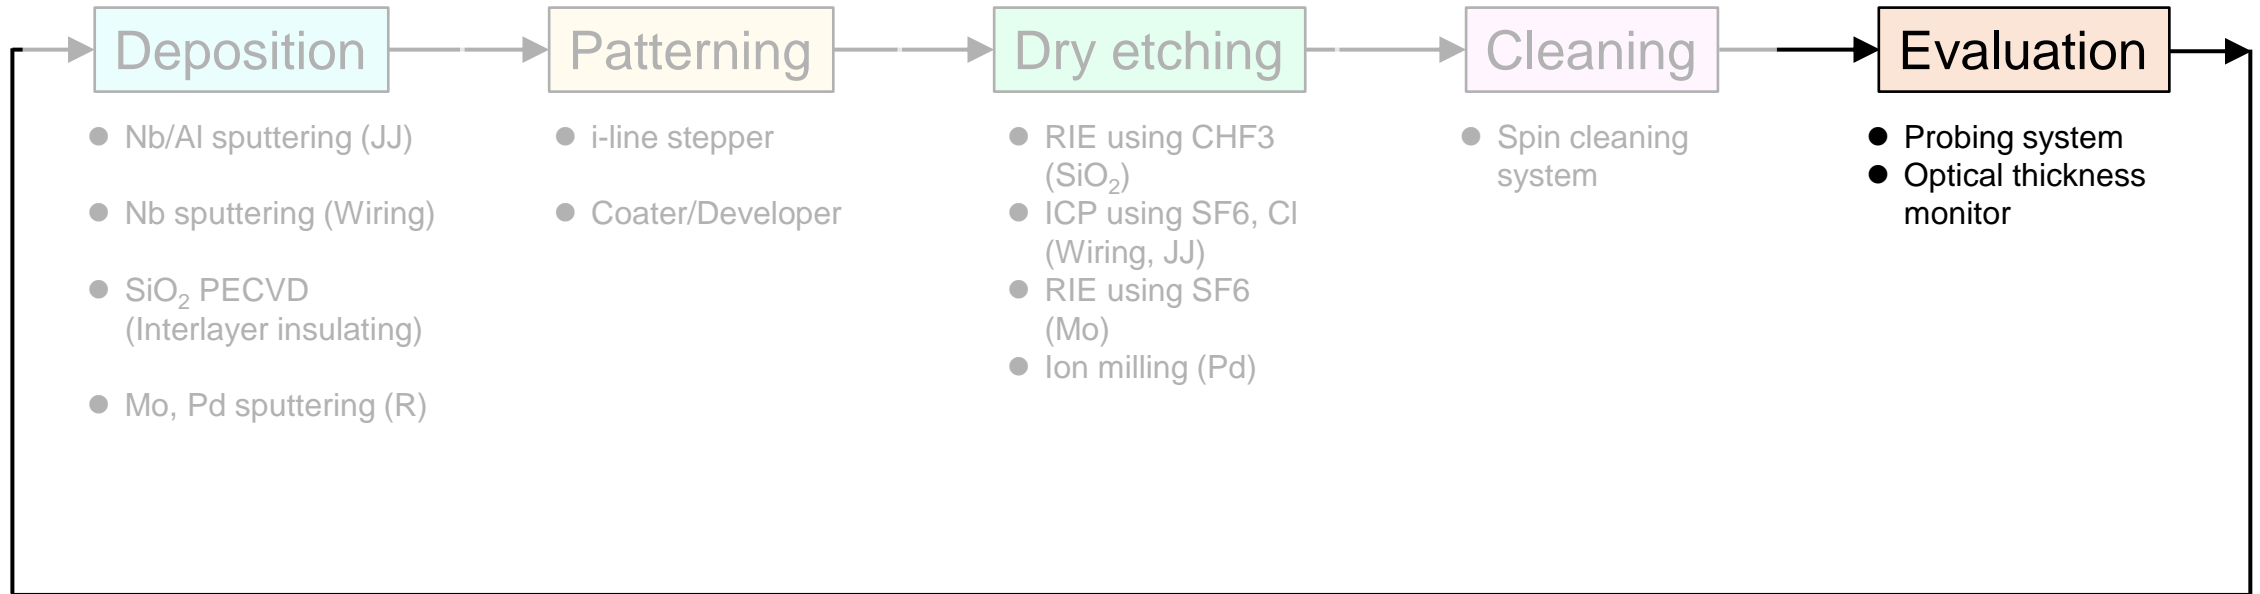 Deposition
Patterning
Dry etching
Cleaning
Evaluation
● Nb/Al sputtering (JJ)
● Nb sputtering (Wiring)
● SiO₂ PECVD
(Interlayer insulating)
● Mo, Pd sputtering (R)
● i-line stepper
● Coater/Developer
● RIE using CHF3
(SiO₂)
● ICP using SF6, Cl
(Wiring, JJ)
● RIE using SF6
(Mo)
● Ion milling (Pd)
● Spin cleaning
system
● Probing system
● Optical thickness
monitor